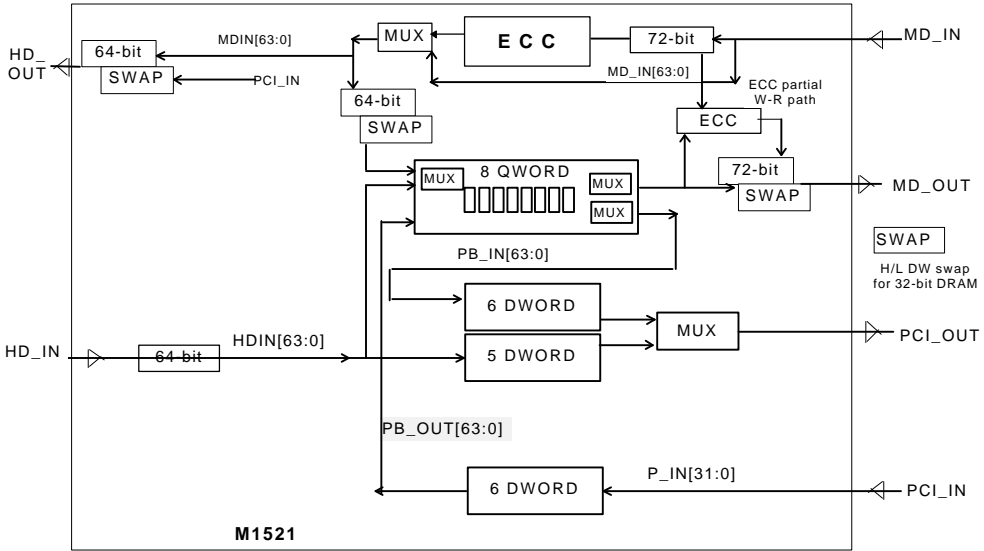 HD_
OUT
64-bit
SWAP
MDIN[63:0]
PCI_IN
MUX
ECC
72-bit
MD_IN
MD_IN[63:0]
64-bit
SWAP
ECC partial
W-R path
ECC
72-bit
SWAP
MD_OUT
8 QWORD
MUX
MUX
MUX
SWAP
H/L DW swap
for 32-bit DRAM
PB_IN[63:0]
6 DWORD
MUX
PCI_OUT
HD_IN
64-bit
HDIN[63:0]
5 DWORD
PB_OUT[63:0]
6 DWORD
P_IN[31:0]
PCI_IN
M1521